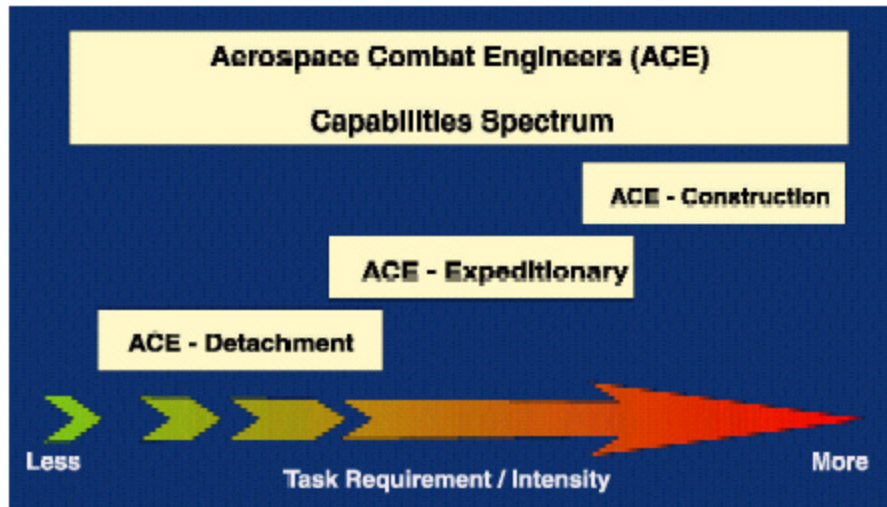 Aerospace Combat Engineers (ACE)
Capabilities Spectrum
ACE - Construction
ACE - Expeditionary
ACE - Detachment
Less
More
Task Requirement / Intensity